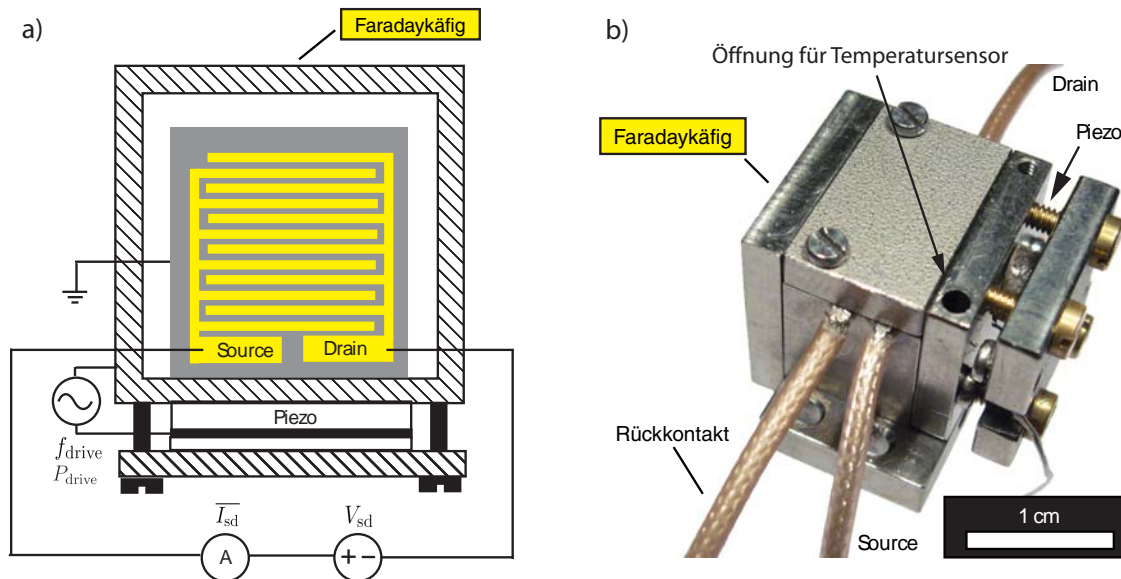 a)
Faradaykäfig
Source
Drain
Piezo
f_drive
P_drive
I_sd
V_sd
A
+ -
b)
Öffnung für Temperatursensor
Drain
Faradaykäfig
Piezo
Rückkontakt
Source
1 cm